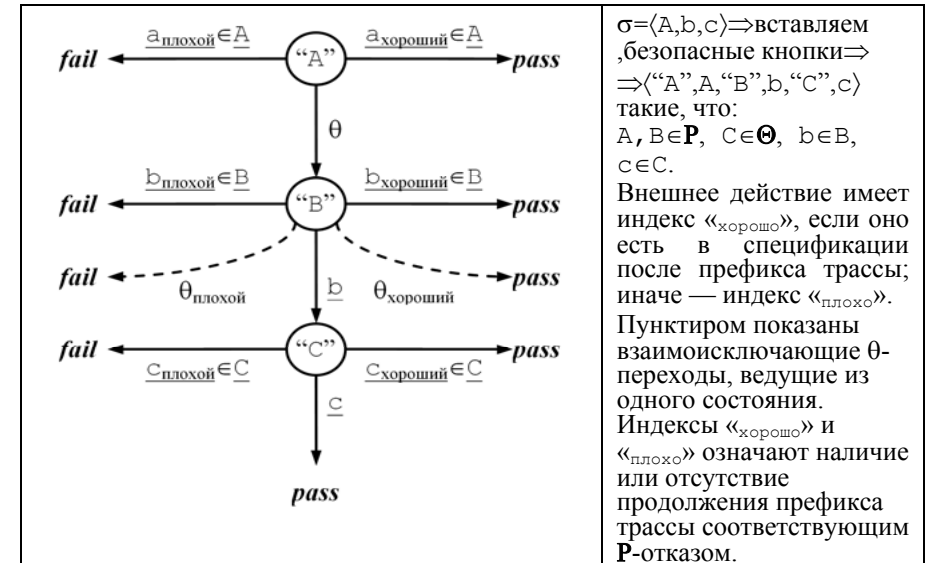 fail
a плохой∈A
“A”
a хороший∈A
pass
θ
fail
b плохой∈B
“B”
b хороший∈B
pass
fail
θплохой
b
θхороший
pass
fail
c плохой∈C
“C”
c хороший∈C
pass
c
pass
σ=⟨A,b,c⟩⇒вставляем
,безопасные кнопки⇒
⇒⟨“A”,A,“B”,b,“C”,c⟩
такие, что:
A,B∈P, C∈Θ, b∈B,
c∈C.
Внешнее действие имеет
индекс «хорошо», если оно
есть в спецификации
после префикса трассы;
иначе — индекс «плохо».
Пунктиром показаны
взаимоисключающие θ-
переходы, ведущие из
одного состояния.
Индексы «хорошо» и
«плохо» означают наличие
или отсутствие
продолжения префикса
трассы соответствующим
P-отказом.